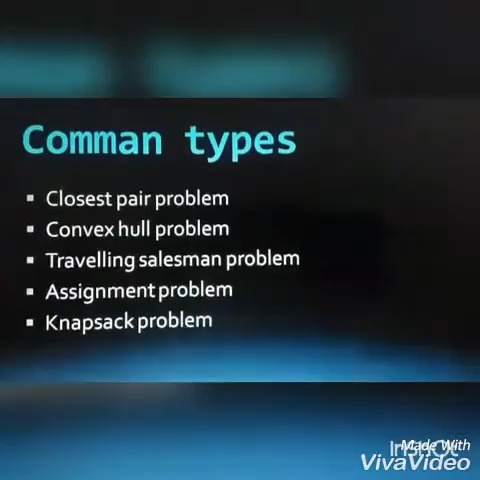 Comman types
Closest pair problem
Convex hull problem
Travelling salesman problem
Assignment problem
Knapsack problem
Made With
VivaVideo